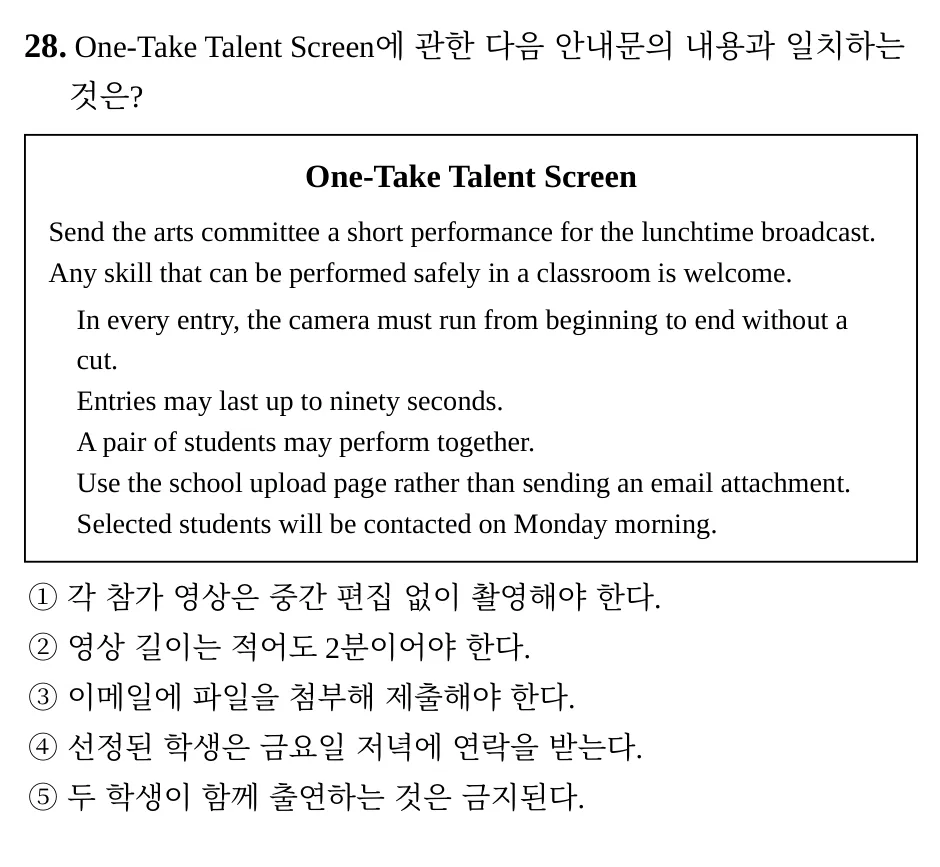 28. One-Take Talent Screen에 관한 다음 안내문의 내용과 일치하는
것은?
One-Take Talent Screen
Send the arts committee a short performance for the lunchtime broadcast.
Any skill that can be performed safely in a classroom is welcome.
In every entry, the camera must run from beginning to end without a
cut.
Entries may last up to ninety seconds.
A pair of students may perform together.
Use the school upload page rather than sending an email attachment.
Selected students will be contacted on Monday morning.
① 각 참가 영상은 중간 편집 없이 촬영해야 한다.
② 영상 길이는 적어도 2분이어야 한다.
③ 이메일에 파일을 첨부해 제출해야 한다.
④ 선정된 학생은 금요일 저녁에 연락을 받는다.
⑤ 두 학생이 함께 출연하는 것은 금지된다.